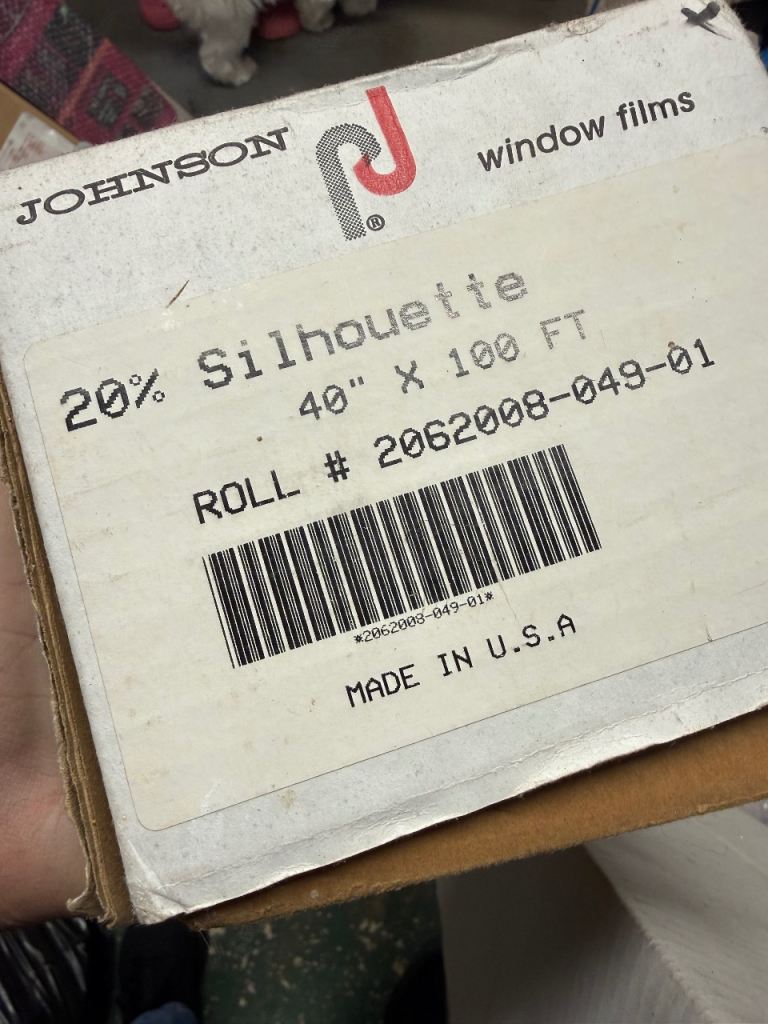 JOHNSON ® window films
20% Silhouette
40" X 100 FT
ROLL # 2062008-049-01
*2062008-049-01*
MADE IN U.S.A